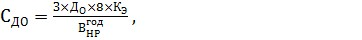 С_ДО = (3×Д_О×8×К_Э) / (В_НР^год) ,